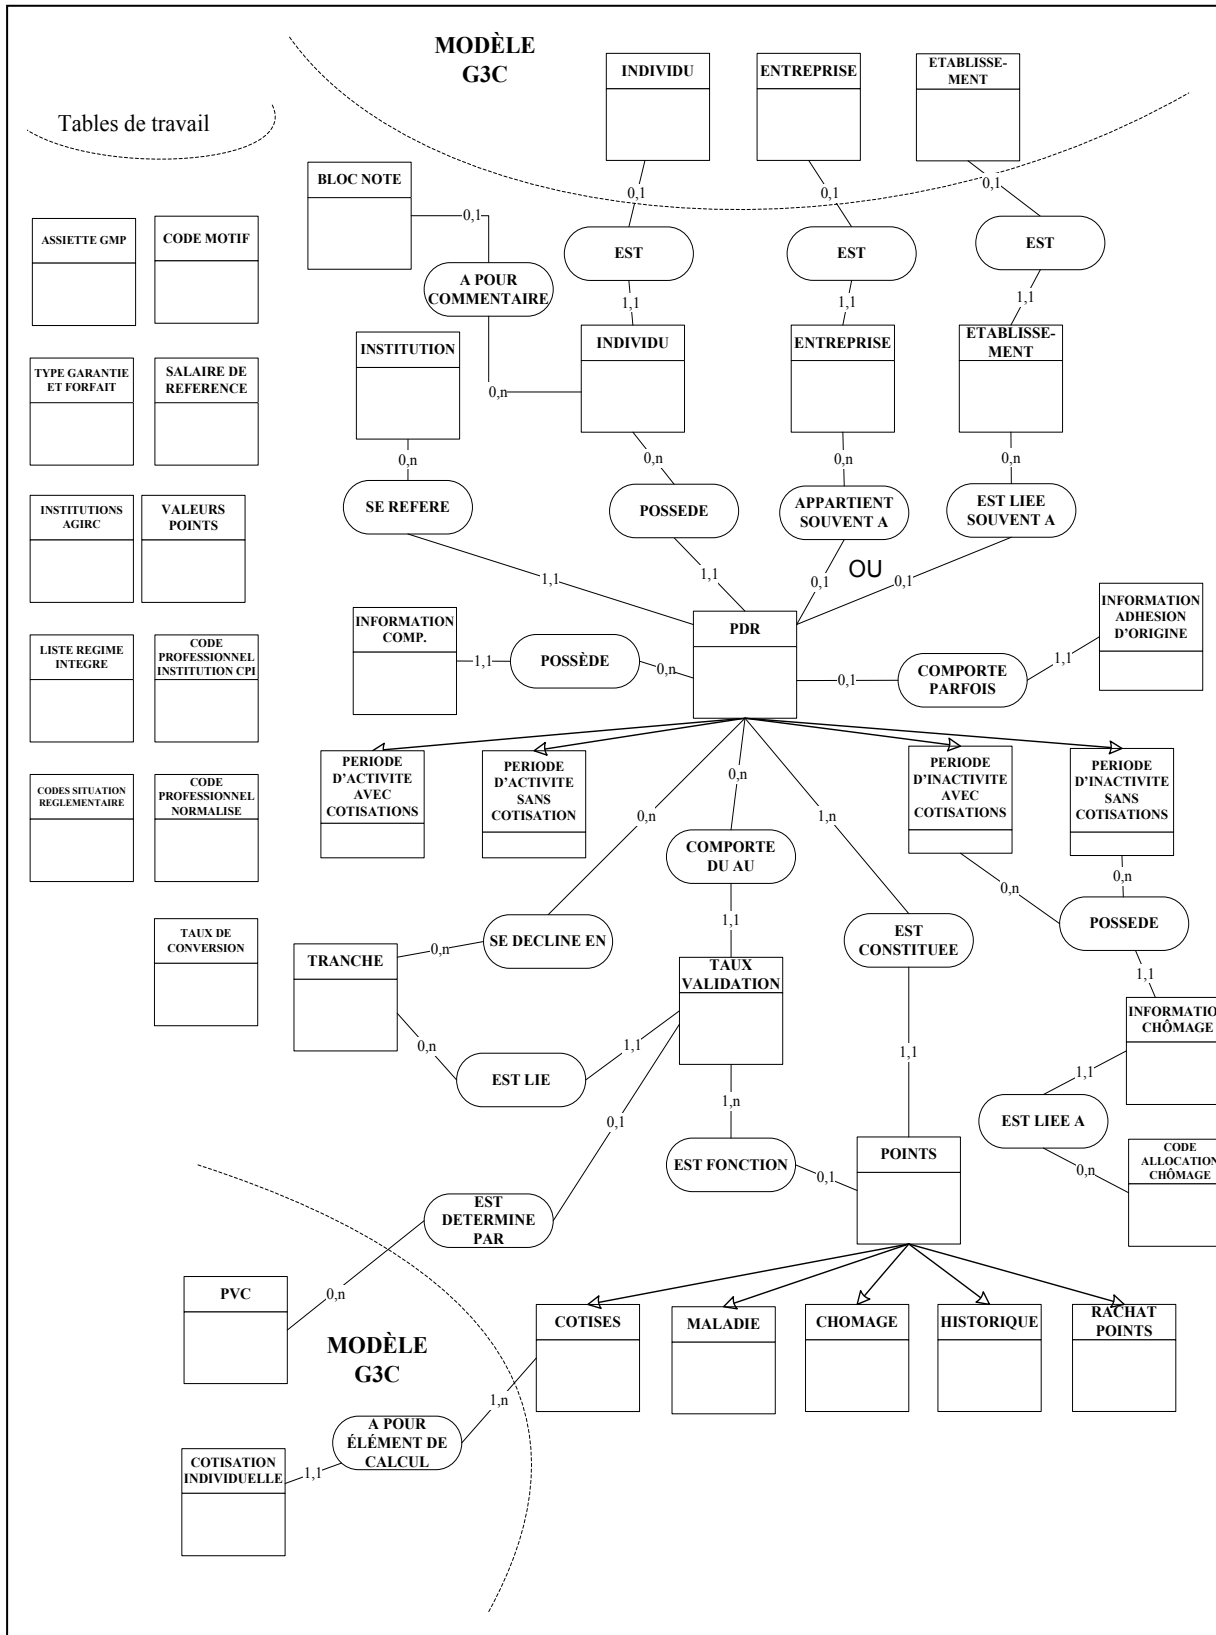 MODÈLE
G3C
Tables de travail
INDIVIDU
ENTREPRISE
ETABLISSE-
MENT
BLOC NOTE
0,1
0,1
0,1
0,1
ASSIETTE GMP
CODE MOTIF
EST
EST
EST
A POUR
COMMENTAIRE
1,1
1,1
1,1
INSTITUTION
INDIVIDU
ENTREPRISE
ETABLISSE-
MENT
TYPE GARANTIE
ET FORFAIT
SALAIRE DE
REFERENCE
0,n
0,n
0,n
0,n
0,n
INSTITUTIONS
AGIRC
VALEURS
POINTS
SE REFERE
POSSEDE
APPARTIENT
SOUVENT A
EST LIEE
SOUVENT A
OU
1,1
1,1
0,1
0,1
INFORMATION
COMP.
PDR
INFORMATION
ADHESION
D'ORIGINE
LISTE REGIME
INTEGRE
CODE
PROFESSIONNEL
INSTITUTION CPI
1,1
POSSÈDE
0,n
0,1
COMPORTE
PARFOIS
1,1
CODES SITUATION
REGLEMENTAIRE
CODE
PROFESSIONNEL
NORMALISE
PERIODE
D'ACTIVITE
AVEC
COTISATIONS
PERIODE
D'ACTIVITE
SANS
COTISATION
PERIODE
D'INACTIVITE
AVEC
COTISATIONS
PERIODE
D'INACTIVITE
SANS
COTISATIONS
0,n
0,n
1,n
COMPORTE
DU AU
0,n
0,n
POSSEDE
TAUX DE
CONVERSION
TRANCHE
0,n
SE DECLINE EN
1,1
EST
CONSTITUEE
TAUX
VALIDATION
1,1
INFORMATION
CHÔMAGE
0,n
EST LIE
1,1
1,1
1,1
EST LIEE A
1,n
0,1
EST FONCTION
0,1
POINTS
0,n
CODE
ALLOCATION
CHÔMAGE
EST
DETERMINE
PAR
0,n
PVC
MODÈLE
G3C
COTISES
MALADIE
CHOMAGE
HISTORIQUE
RACHAT
POINTS
1,n
A POUR
ÉLÉMENT DE
CALCUL
1,1
COTISATION
INDIVIDUELLE